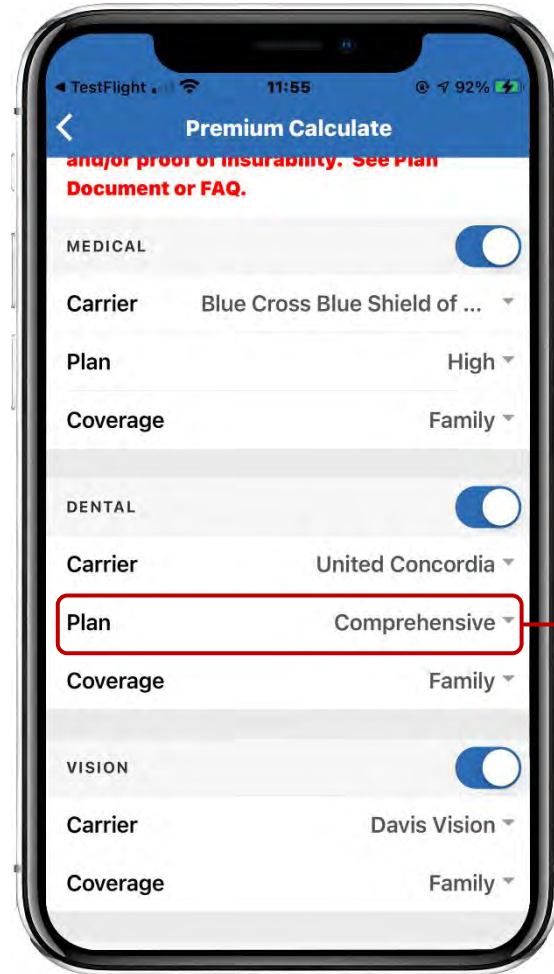 TestFlight 11:55 92%
Premium Calculate
and/or proof of insurability. See Plan
Document or FAQ.
MEDICAL
Carrier Blue Cross Blue Shield of ...
Plan High
Coverage Family
DENTAL
Carrier United Concordia
Plan Comprehensive
Coverage Family
VISION
Carrier Davis Vision
Coverage Family